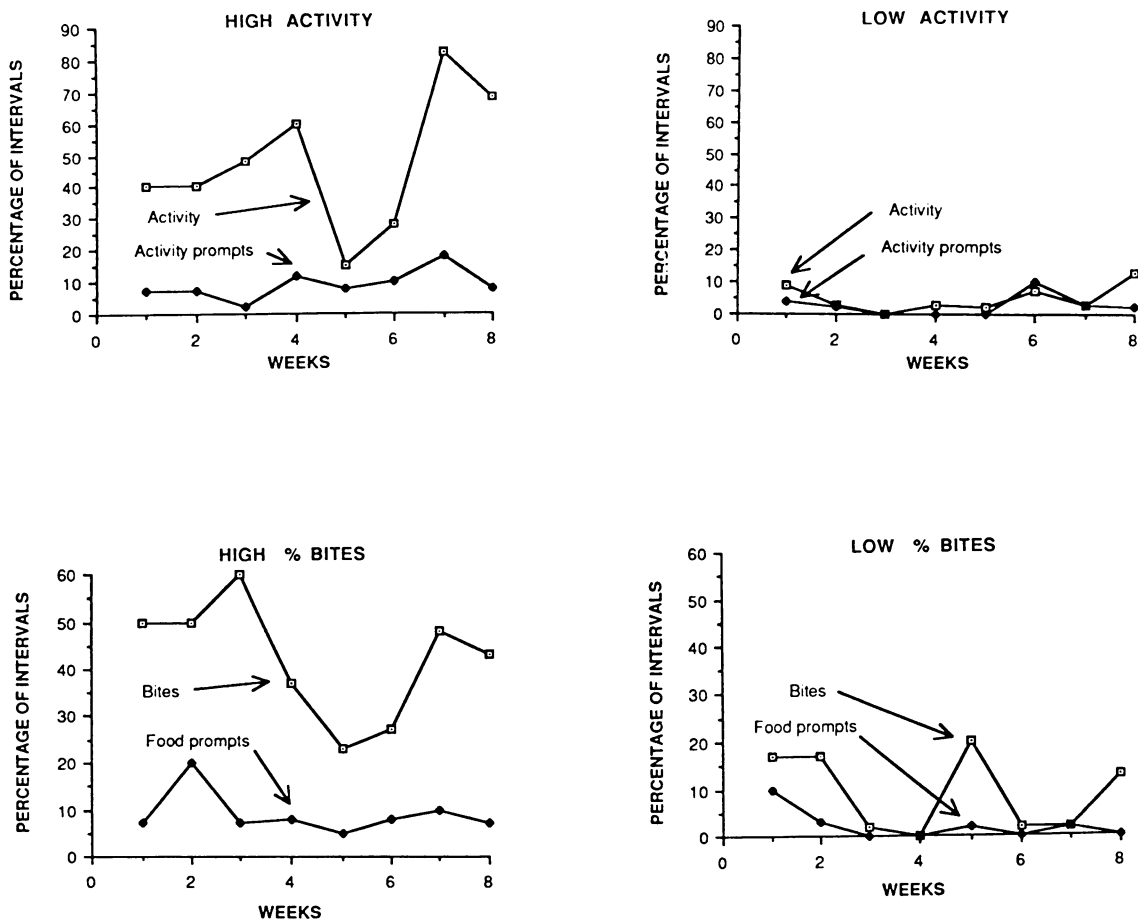 HIGH ACTIVITY
PERCENTAGE OF INTERVALS
90
80
70
60
50
40
30
20
10
0
Activity
Activity prompts
0 2 4 6 8
WEEKS
LOW ACTIVITY
PERCENTAGE OF INTERVALS
90
80
70
60
50
40
30
20
10
0
Activity
Activity prompts
0 2 4 6 8
WEEKS
HIGH % BITES
PERCENTAGE OF INTERVALS
60
50
40
30
20
10
0
Bites
Food prompts
0 2 4 6 8
WEEKS
LOW % BITES
PERCENTAGE OF INTERVALS
60
50
40
30
20
10
0
Bites
Food prompts
0 2 4 6 8
WEEKS